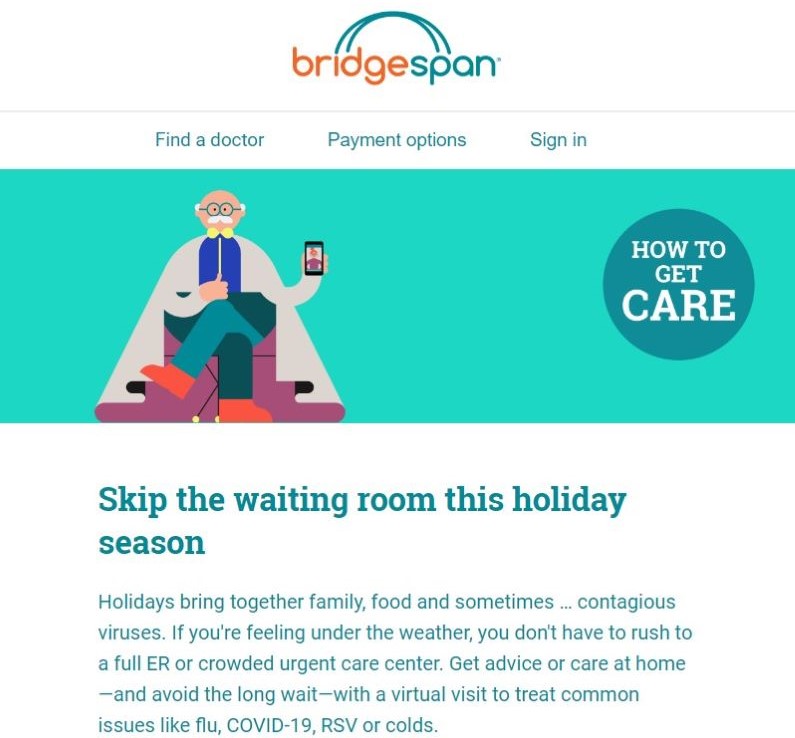 bridgespan
Find a doctor Payment options Sign in
HOW TO
GET
CARE
Skip the waiting room this holiday
season
Holidays bring together family, food and sometimes … contagious
viruses. If you're feeling under the weather, you don't have to rush to
a full ER or crowded urgent care center. Get advice or care at home
—and avoid the long wait—with a virtual visit to treat common
issues like flu, COVID-19, RSV or colds.